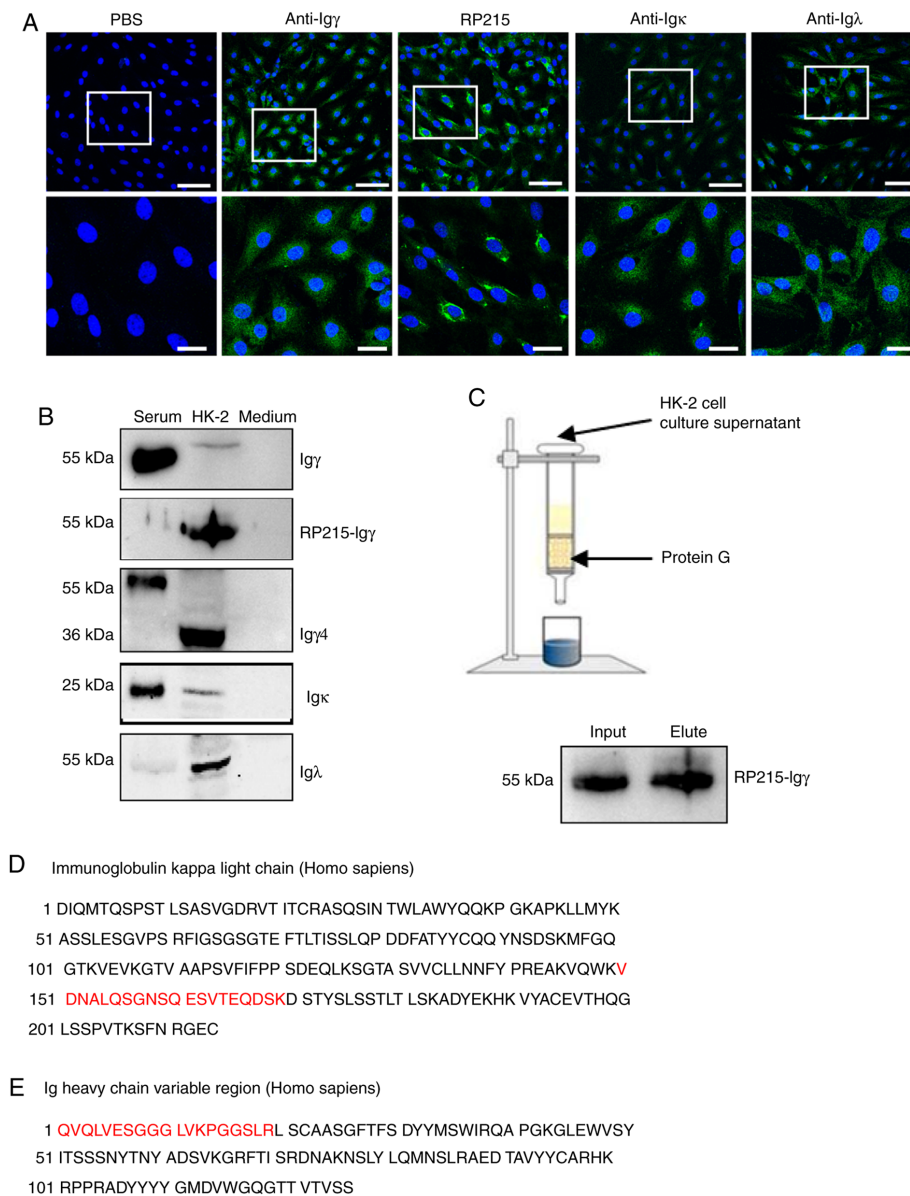 A
PBS
Anti-Igγ
RP215
Anti-Igκ
Anti-Igλ
B
Serum HK-2 Medium
55 kDa
Igγ
55 kDa
RP215-Igγ
55 kDa
36 kDa
Igγ4
25 kDa
Igκ
55 kDa
Igλ
C
HK-2 cell
culture supernatant
Protein G
Input Elute
55 kDa
RP215-Igγ
D Immunoglobulin kappa light chain (Homo sapiens)
1 DIQMTQSPST LSASVGDRVT ITCRASQSIN TWLAWYQQKP GKAPKLLMYK
51 ASSLESGVPS RFIGSGSGTE FTLTISSLQP DDFATYYCQQ YNSDSKMFGQ
101 GTKVEVKGTV AAPSVFIFPP SDEQLKSGTA SVVCLLNNFY PREAKVQWKV
151 DNALQSGNSQ ESVTEQDSKD STYSLSSTLT LSKADYEKHK VYACEVTHQG
201 LSSPVTKSFN RGEC
E Ig heavy chain variable region (Homo sapiens)
1 QVQLVESGGG LVKPGGSLRL SCAASGFTFS DYYMSWIRQA PGKGLEWVSY
51 ITSSSNYTNY ADSVKGRFTI SRDNAKNSLY LQMNSLRAED TAVYYCARHK
101 RPPRADYYYY GMDVWGQGTT VTVSS